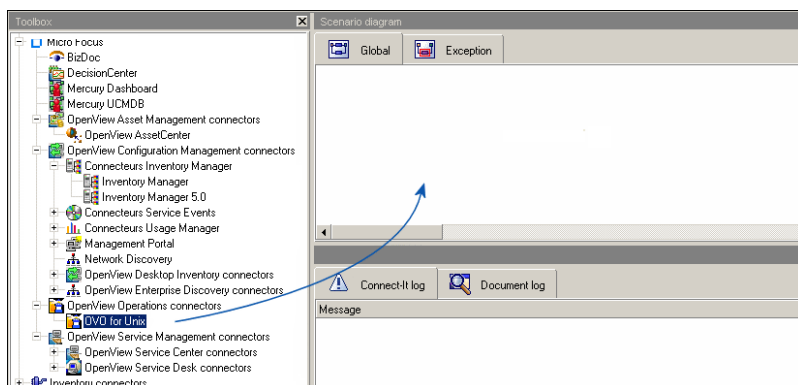 Toolbox
Micro Focus
BizDoc
DecisionCenter
Mercury Dashboard
Mercury UCMDB
OpenView Asset Management connectors
OpenView AssetCenter
OpenView Configuration Management connectors
Connecteurs Inventory Manager
Inventory Manager
Inventory Manager 5.0
Connecteurs Service Events
Connecteurs Usage Manager
Management Portal
Network Discovery
OpenView Desktop Inventory connectors
OpenView Enterprise Discovery connectors
OpenView Operations connectors
OVO for Unix
OpenView Service Management connectors
OpenView Service Center connectors
OpenView Service Desk connectors
Inventory connectors
Scenario diagram
Global
Exception
Connect-It log
Document log
Message